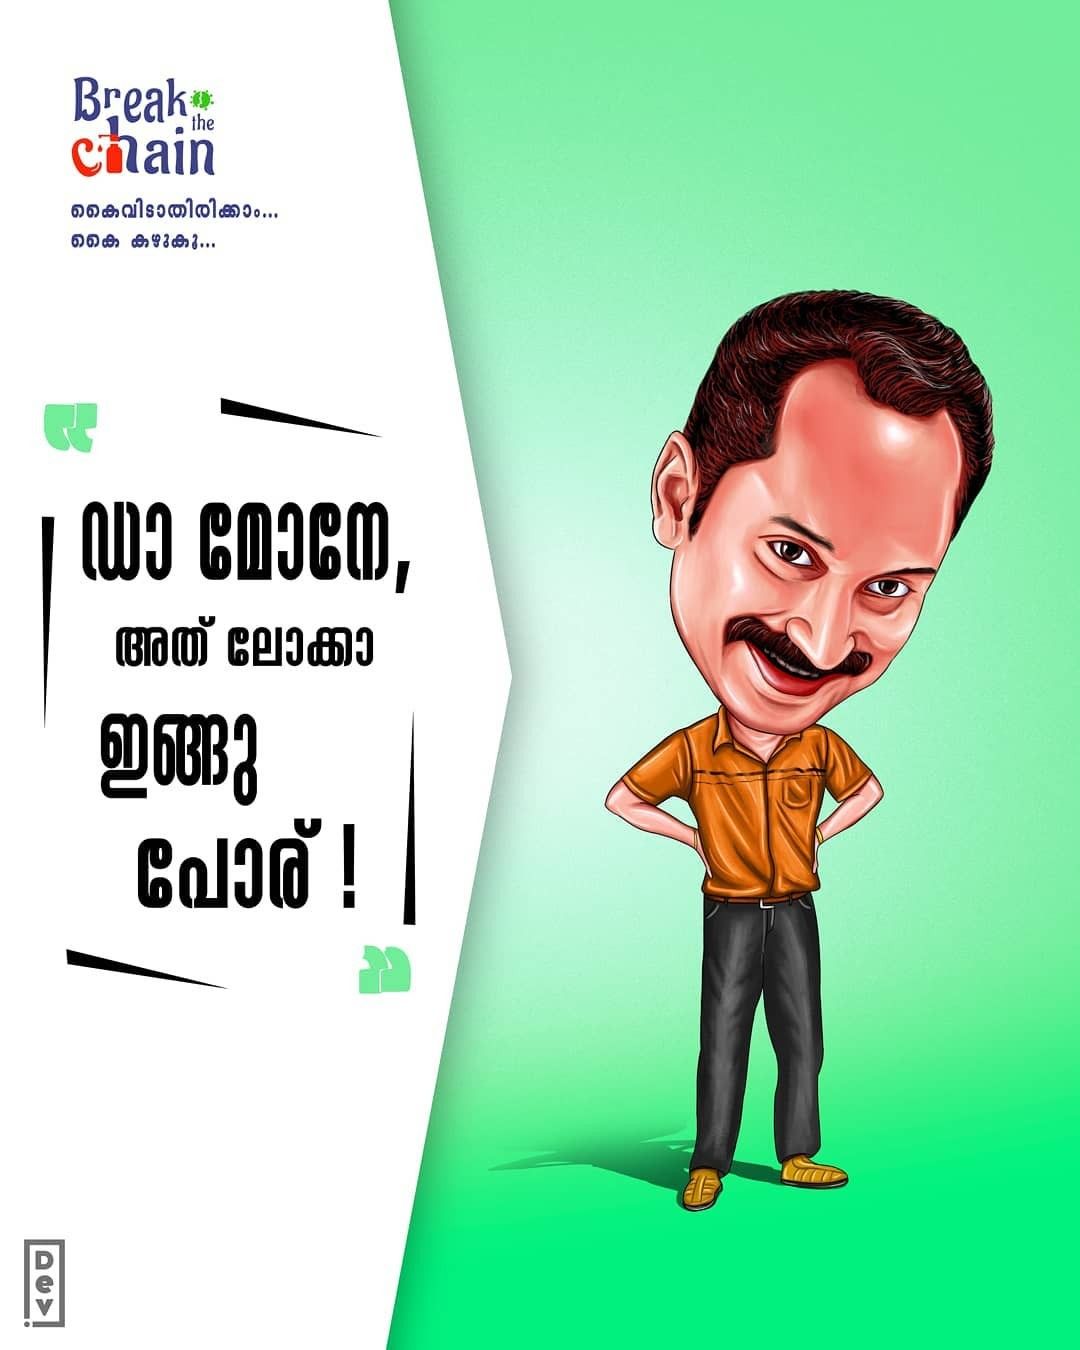 Break
the
chain
കൈവിടാതിരിക്കാം...
കൈ കഴുകൂ...
ഡാ മോനേ,
അത് ലോക്കാ
ഇങ്ങു
പോര് !
Dev